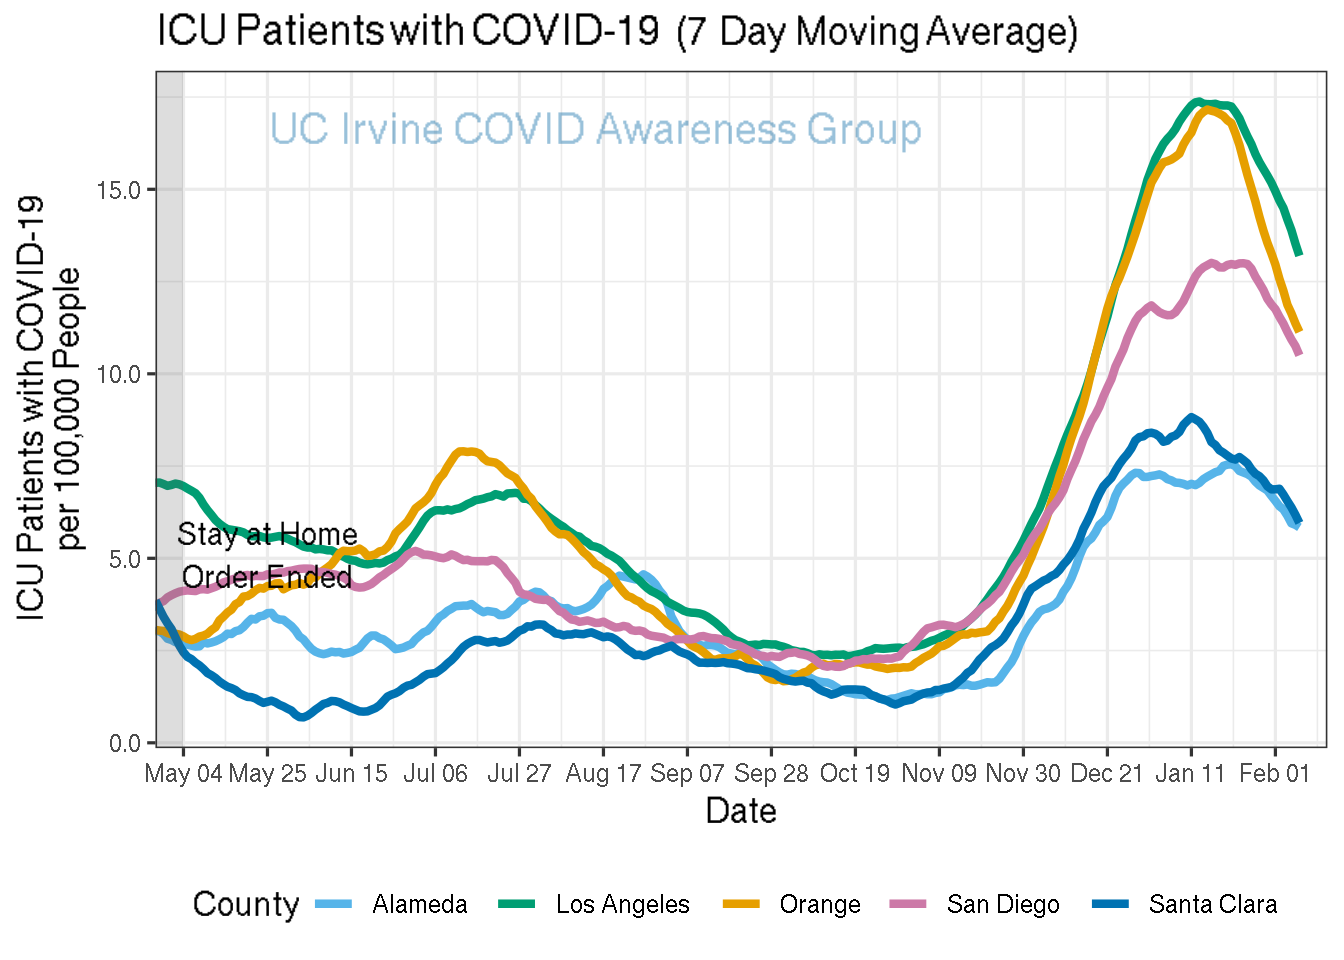 ICU Patients with COVID-19 (7 Day Moving Average)
UC Irvine COVID Awareness Group
ICU Patients with COVID-19
per 100,000 People
15.0
10.0
5.0
0.0
Stay at Home
Order Ended
May 04 May 25 Jun 15 Jul 06 Jul 27 Aug 17 Sep 07 Sep 28 Oct 19 Nov 09 Nov 30 Dec 21 Jan 11 Feb 01
Date
County Alameda Los Angeles Orange San Diego Santa Clara